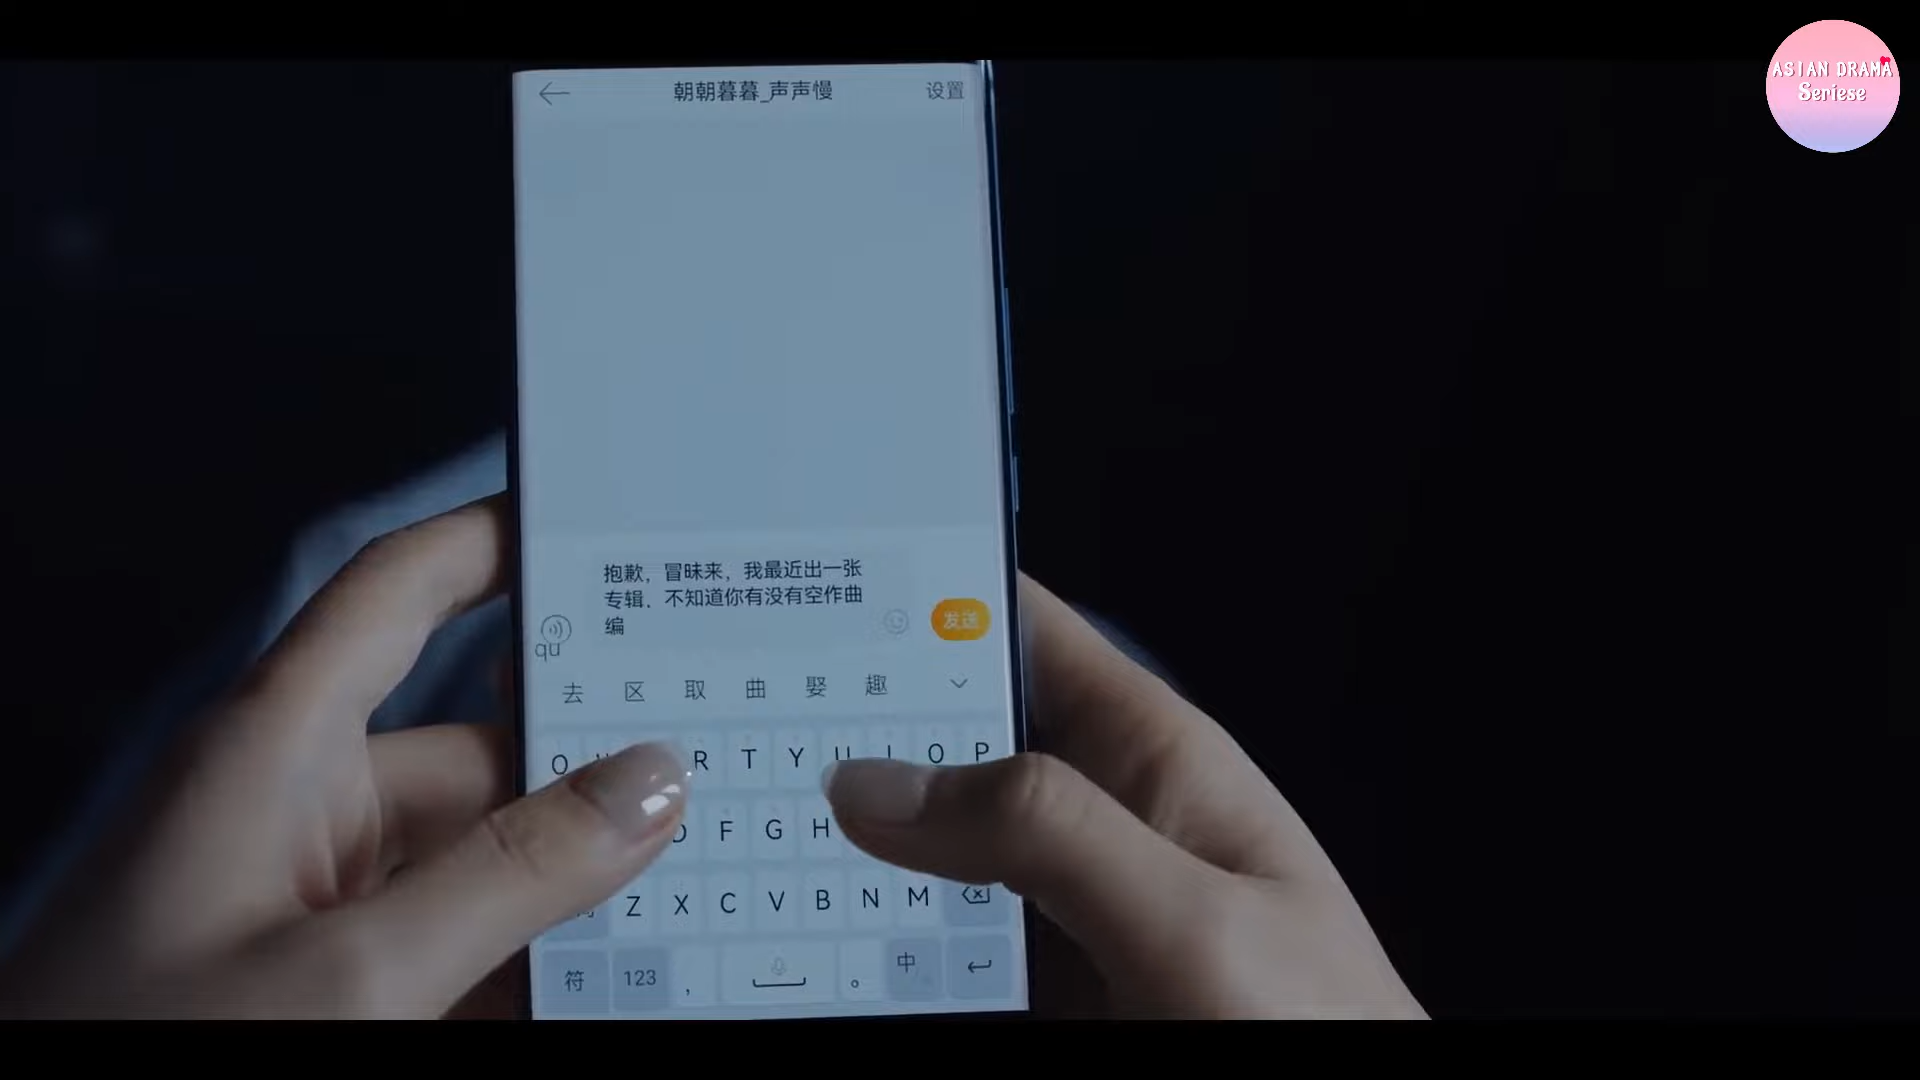 朝朝暮暮_声声慢
设置
ASIAN DRAMA
Seriese
抱歉，冒昧来，我最近出一张
专辑，不知道你有没有空作曲
编
发送
qu
去 区 取 曲 娶 趣
R T Y U I O P
D F G H
Z X C V B N M
符 123 , 。 中